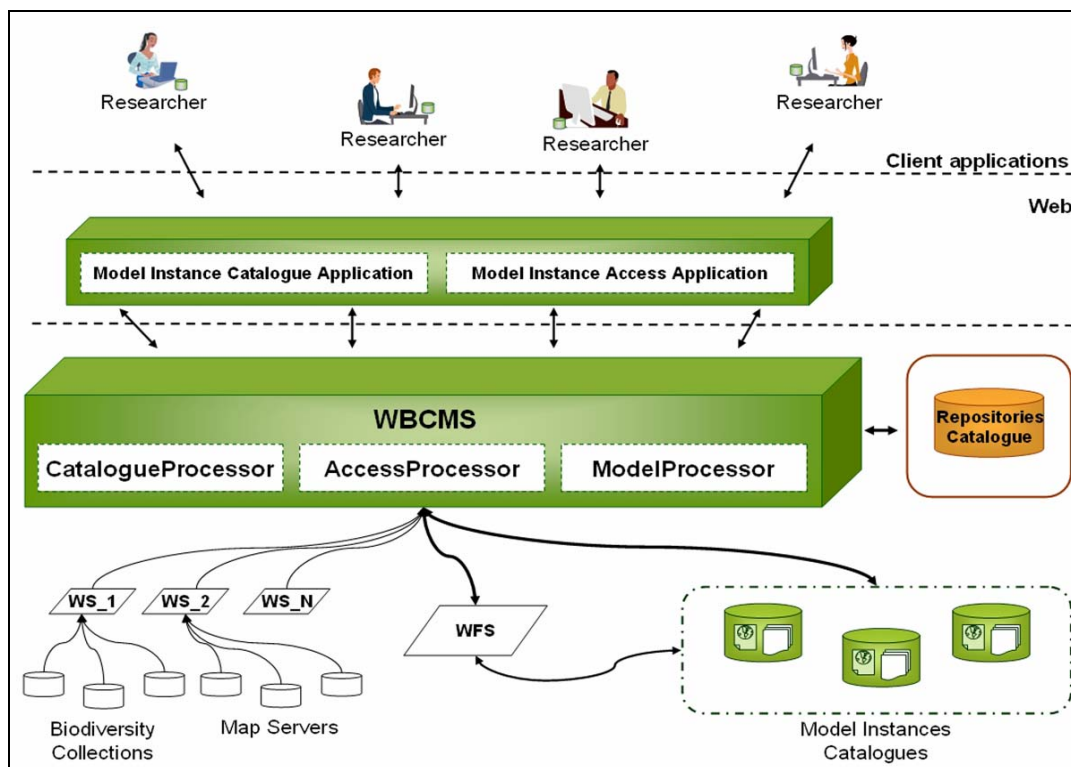 Researcher
Researcher
Researcher
Researcher
Client applications
Web
Model Instance Catalogue Application
Model Instance Access Application
WBCMS
CatalogueProcessor
AccessProcessor
ModelProcessor
Repositories
Catalogue
WS_1
WS_2
WS_N
WFS
Biodiversity
Collections
Map Servers
Model Instances
Catalogues